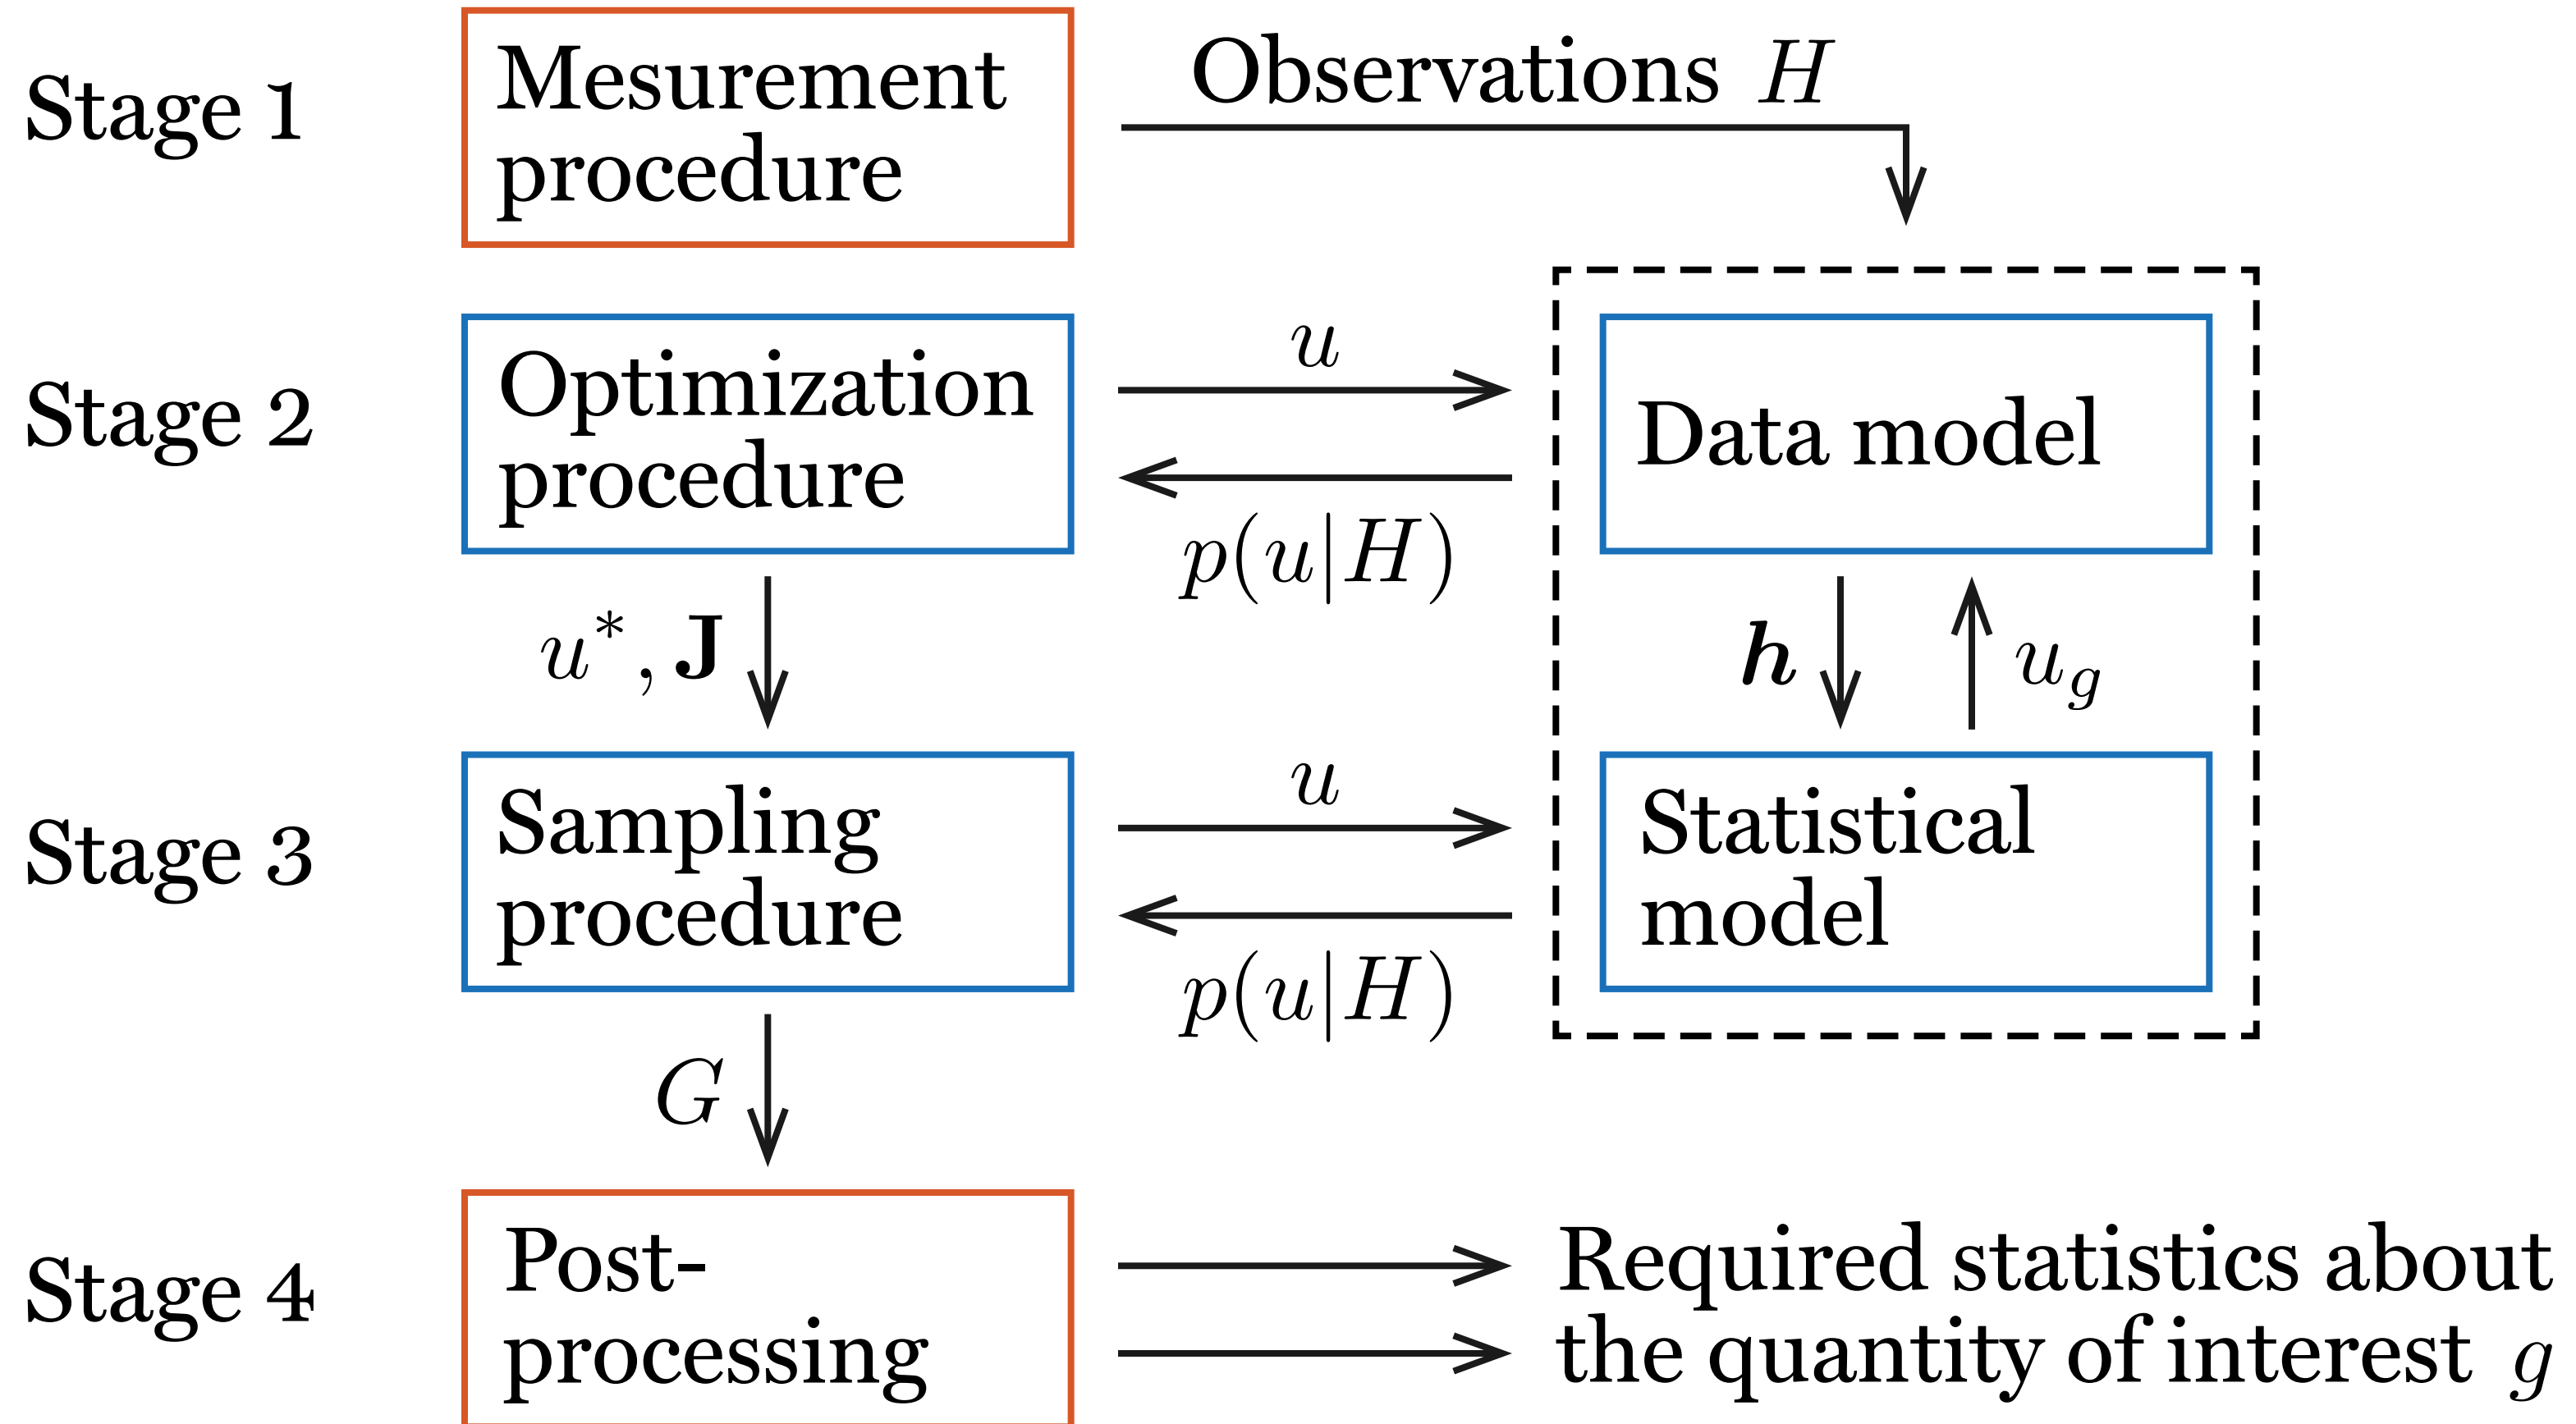 Stage 1
Mesurement
procedure
Observations H
Stage 2
Optimization
procedure
u
p(u|H)
Data model
u*, J
h
u_g
Stage 3
Sampling
procedure
u
p(u|H)
Statistical
model
G
Stage 4
Post-
processing
Required statistics about
the quantity of interest g